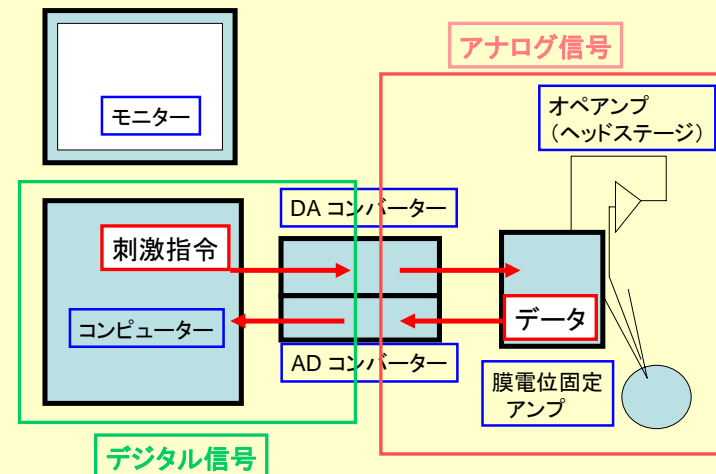 アナログ信号
モニター
オペアンプ
（ヘッドステージ）
DA コンバーター
刺激指令
コンピューター
データ
AD コンバーター
膜電位固定
アンプ
デジタル信号